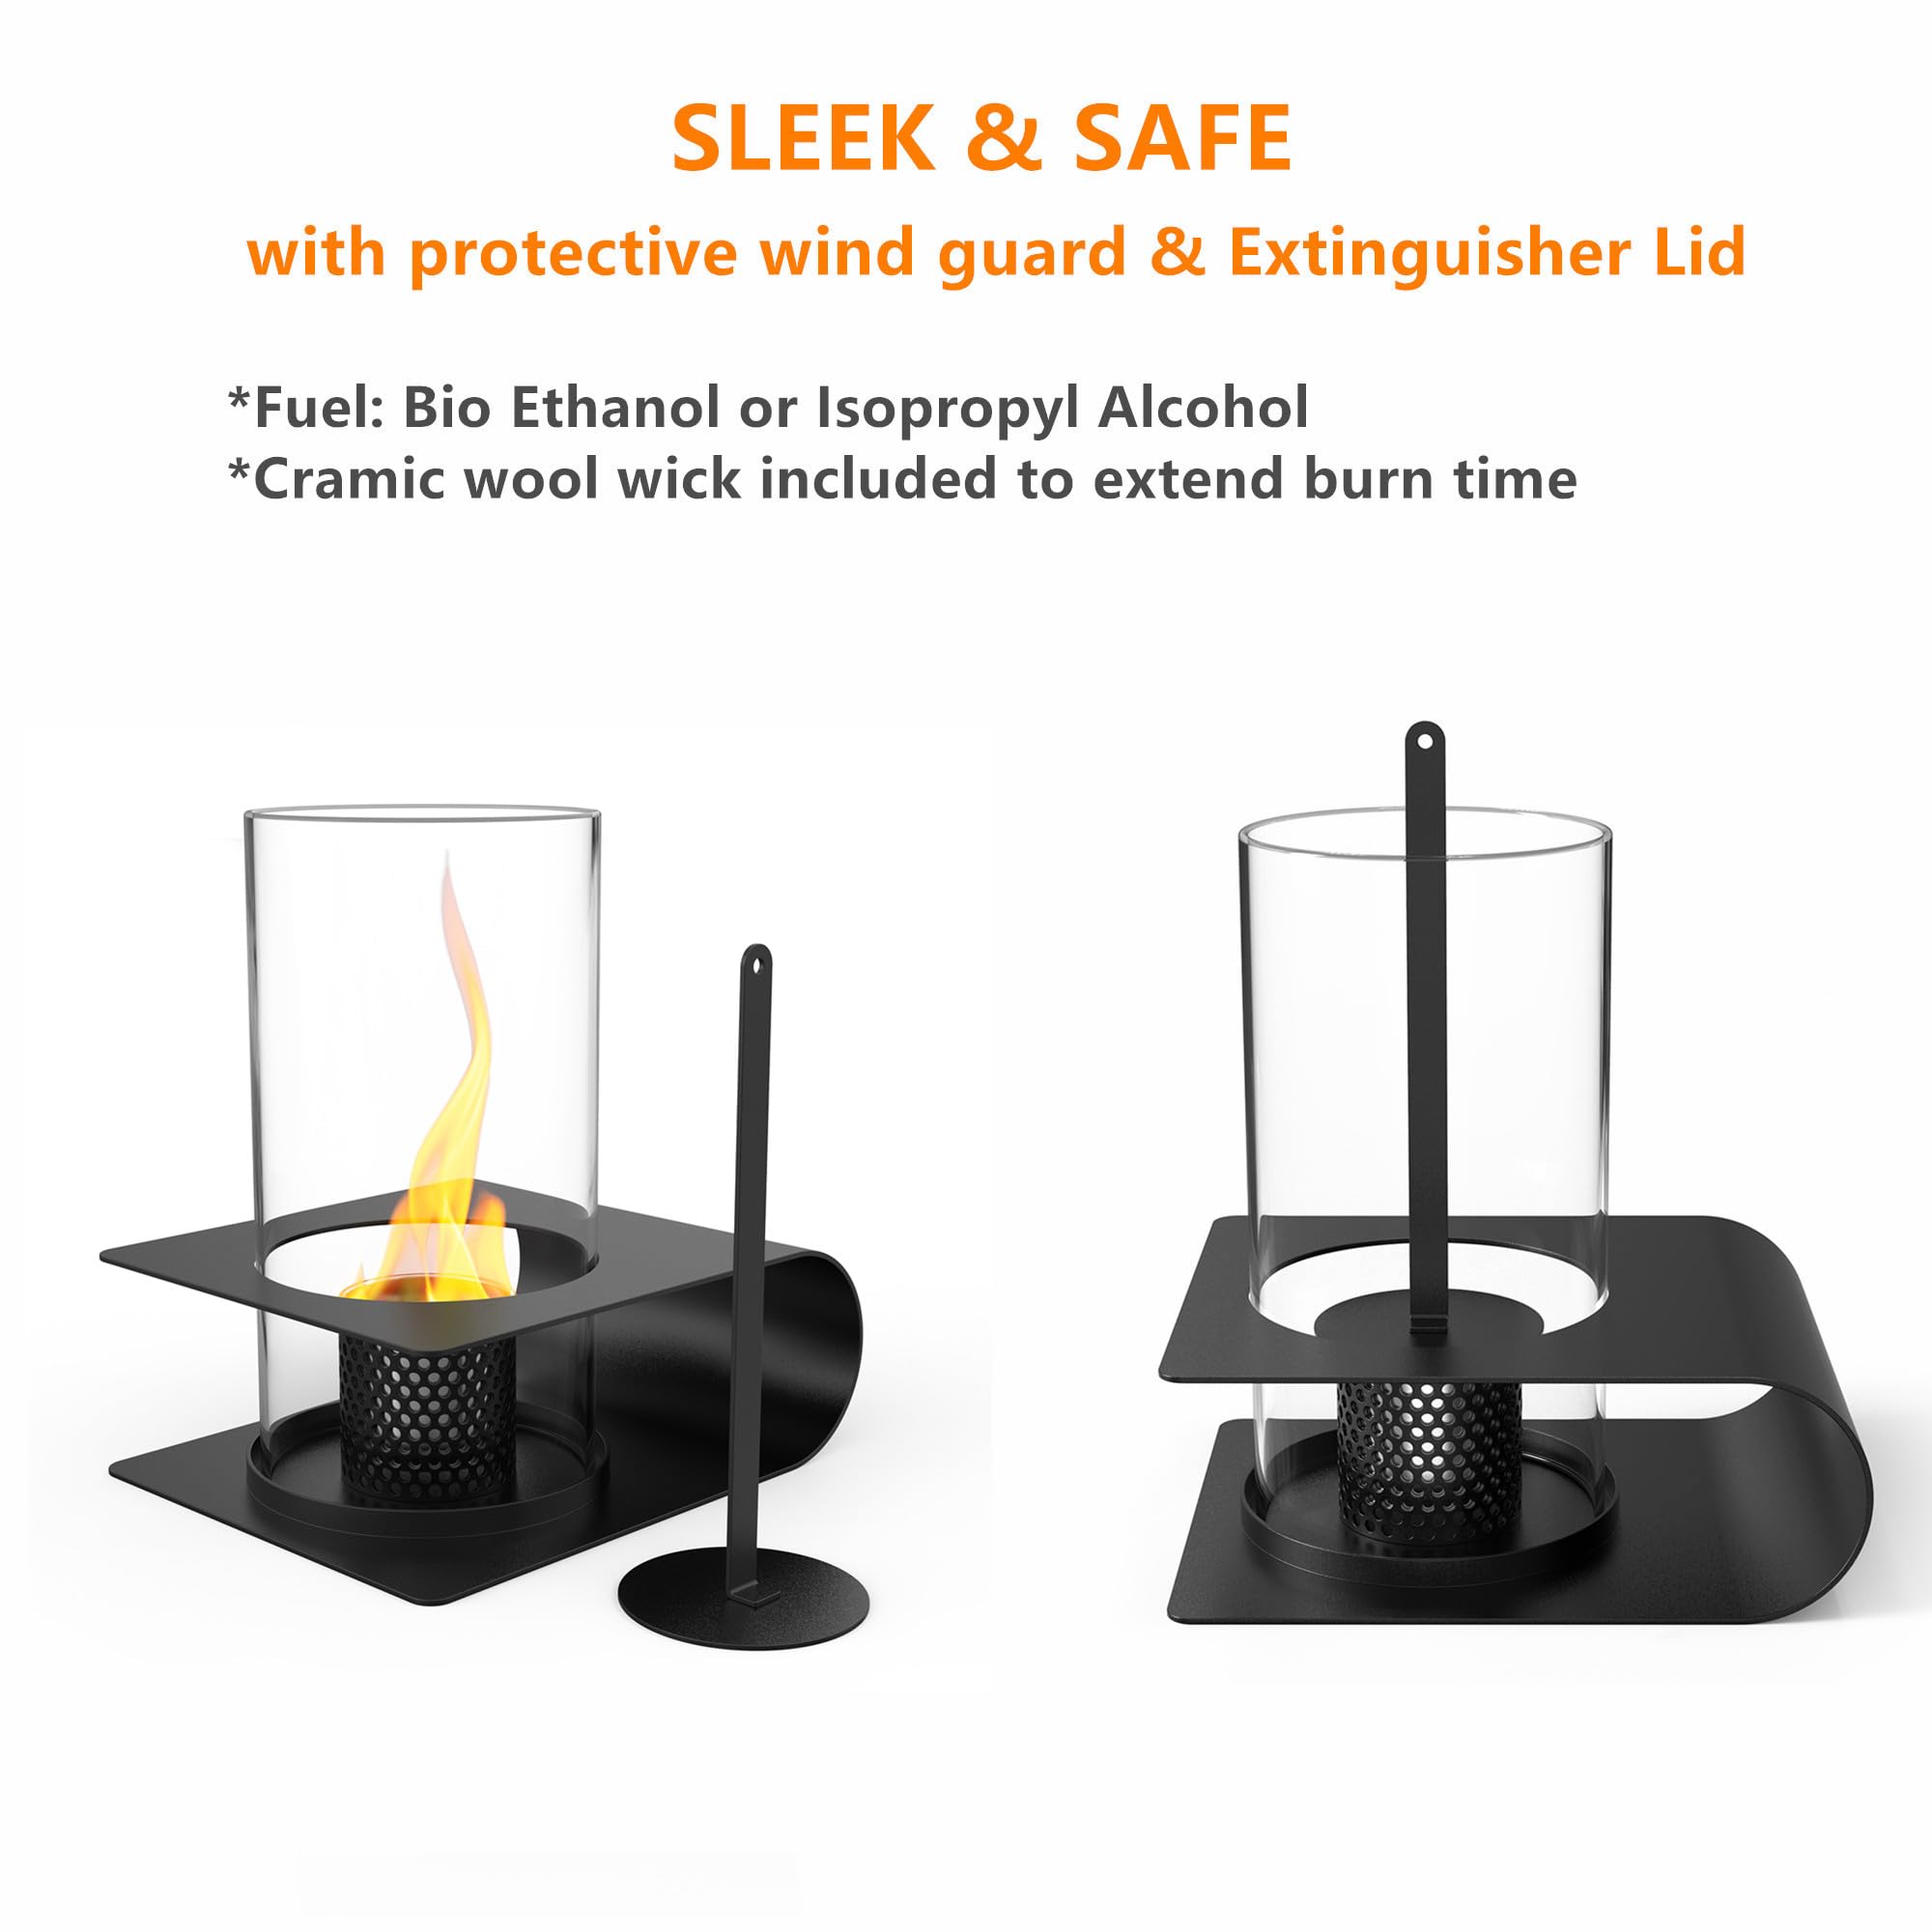 SLEEK & SAFE
with protective wind guard & Extinguisher Lid
*Fuel: Bio Ethanol or Isopropyl Alcohol
*Cramic wool wick included to extend burn time